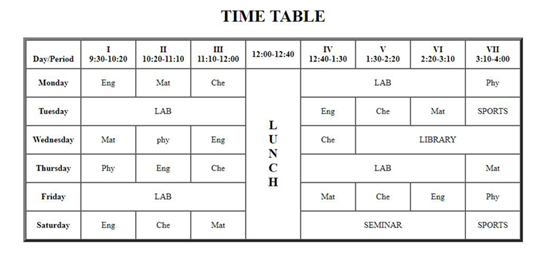 TIME TABLE
Day/Period I 9:30-10:20 II 10:20-11:10 III 11:10-12:00 12:00-12:40 IV 12:40-1:30 V 1:30-2:20 VI 2:20-3:10 VII 3:10-4:00
Monday Eng Mat Che LUNCH LAB Phy
Tuesday LAB Eng Che Mat SPORTS
Wednesday Mat phy Eng Che LIBRARY
Thursday Phy Eng Che LAB Mat
Friday LAB Mat Che Eng Phy
Saturday Eng Che Mat SEMINAR SPORTS